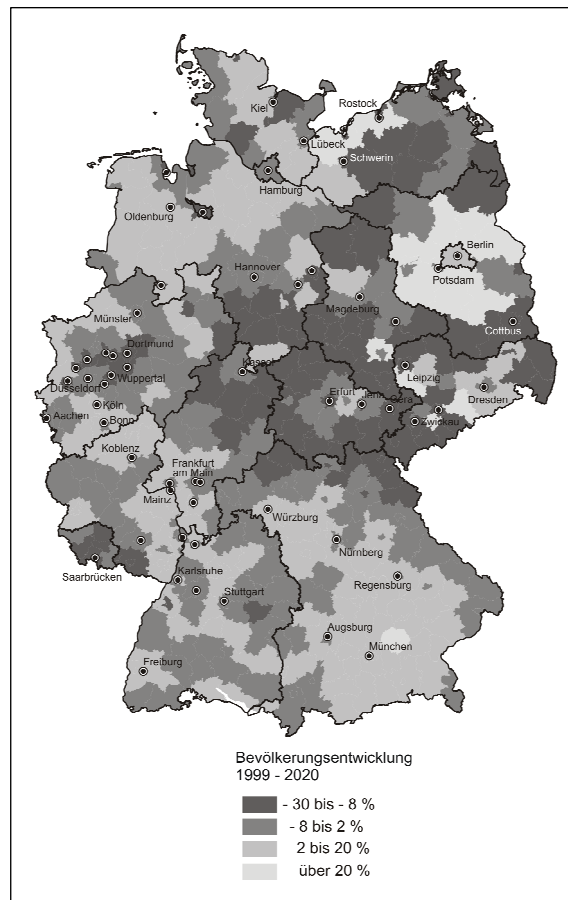 Kiel
Rostock
Lübeck
Schwerin
Hamburg
Oldenburg
Berlin
Hannover
Potsdam
Magdeburg
Münster
Cottbus
Dortmund
Kassel
Wuppertal
Leipzig
Düsseldorf
Erfurt
Jena
Gera
Dresden
Köln
Aachen
Zwickau
Bonn
Koblenz
Frankfurt
am Main
Mainz
Würzburg
Nürnberg
Saarbrücken
Karlsruhe
Regensburg
Stuttgart
Augsburg
München
Freiburg
Bevölkerungsentwicklung
1999 - 2020
- 30 bis - 8 %
- 8 bis 2 %
2 bis 20 %
über 20 %